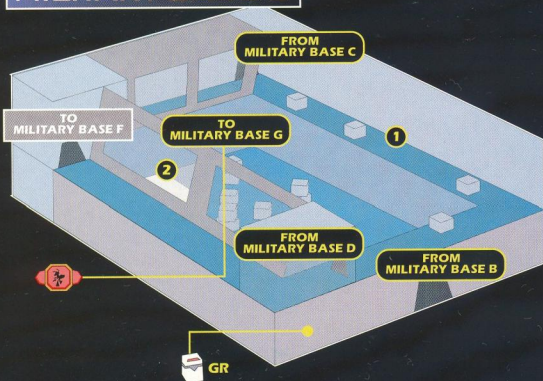 FROM
MILITARY BASE C
TO
MILITARY BASE F
TO
MILITARY BASE G
1
2
FROM
MILITARY BASE D
FROM
MILITARY BASE B
GR